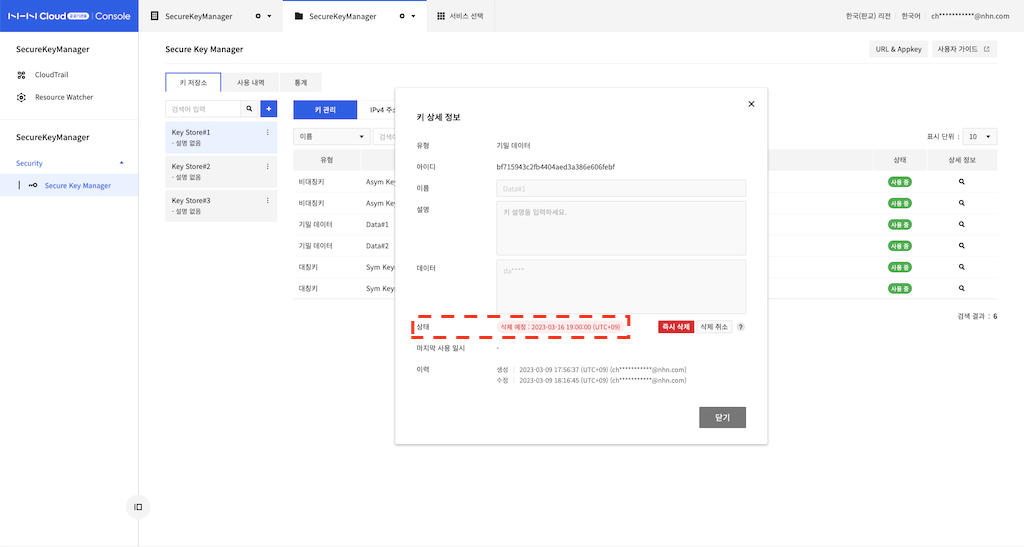 NHN Cloud 공공기관용 Console
SecureKeyManager
SecureKeyManager
서비스 선택
한국(판교) 리전
한국어
ch***********@nhn.com
SecureKeyManager
CloudTrail
Resource Watcher
SecureKeyManager
Security
Secure Key Manager
Secure Key Manager
URL & Appkey
사용자 가이드
키 저장소
사용 내역
통계
검색어 입력
+
키 관리
IPv4 주소
Key Store#1
- 설명 없음
Key Store#2
- 설명 없음
Key Store#3
- 설명 없음
이름
표시 단위 : 10
유형
상태
상세 정보
비대칭키 Asym Key 사용 중
비대칭키 Asym Key 사용 중
기밀 데이터 Data#1 사용 중
기밀 데이터 Data#2 사용 중
대칭키 Sym Key 사용 중
대칭키 Sym Key 사용 중
검색 결과 : 6
키 상세 정보
유형 기밀 데이터
아이디 bf715943c2fb4404aed3a386e606febf
이름 Data#1
설명 키 설명을 입력하세요.
데이터 da****
상태 삭제 예정 : 2023-03-16 19:00:00 (UTC+09) 즉시 삭제 삭제 취소 ?
마지막 사용 일시 -
이력 생성 2023-03-09 17:56:37 (UTC+09) (ch***********@nhn.com)
수정 2023-03-09 18:16:45 (UTC+09) (ch***********@nhn.com)
닫기